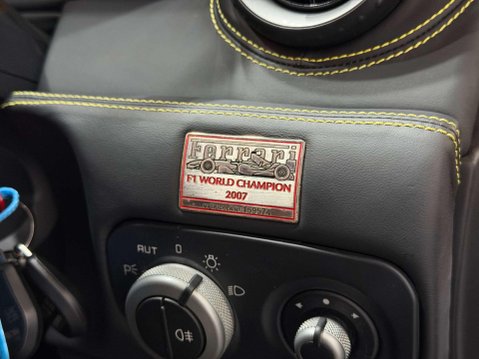 Ferrari
F1 WORLD CHAMPION
2007
AUT
0